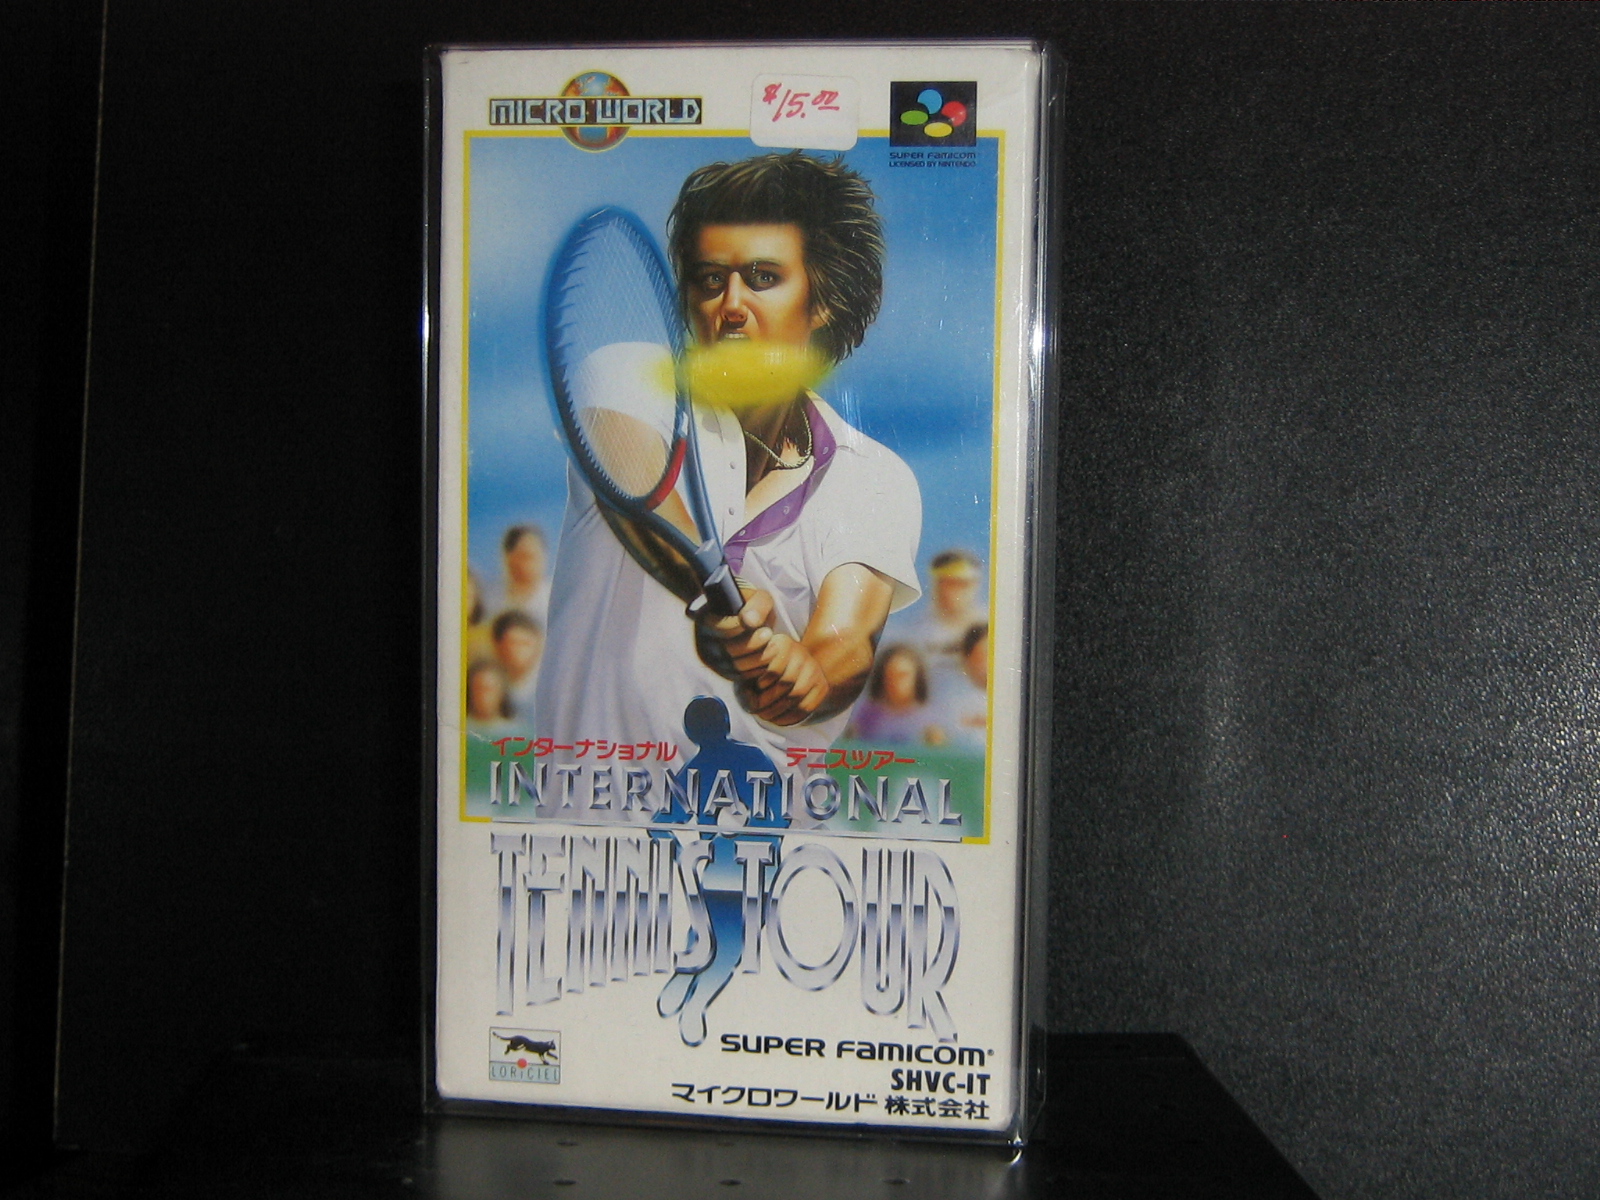 MICRO WORLD
$15.00
SUPER FAMICOM
LICENSED BY NINTENDO
インターナショナル テニスツアー
INTERNATIONAL
TENNIS TOUR
LORICIEL
SUPER FAMICOM®
SHVC-IT
マイクロワールド 株式会社